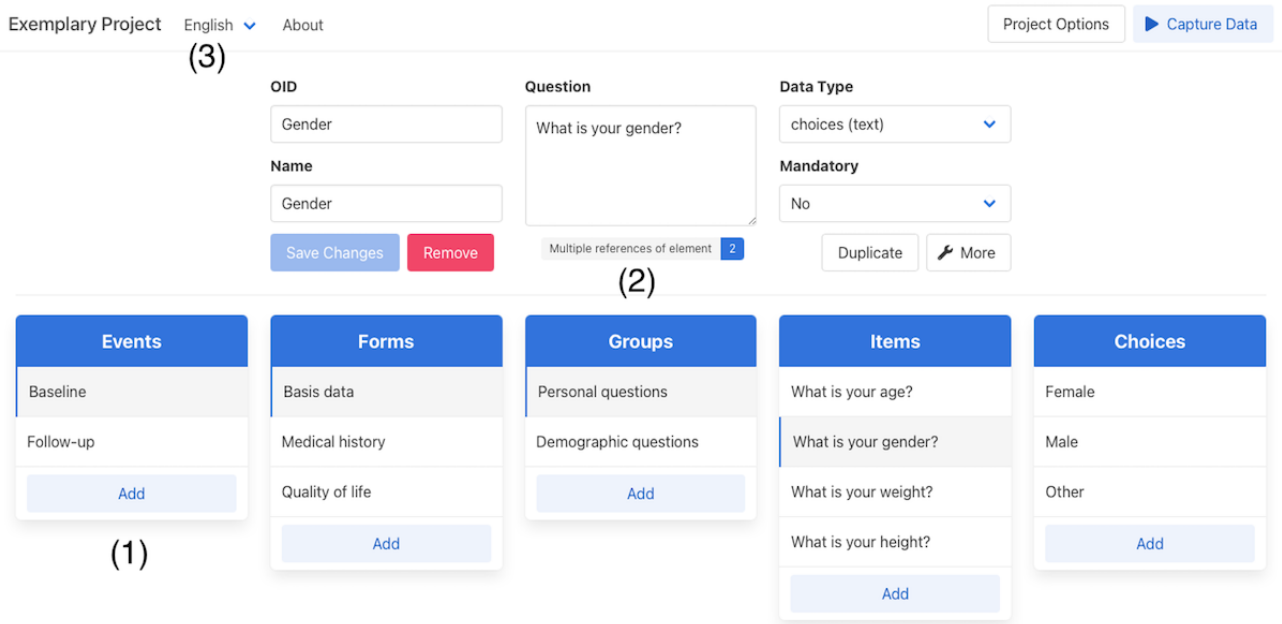 Exemplary Project English About Project Options Capture Data
(3)
OID Question Data Type
Gender What is your gender? choices (text)
Name Mandatory
Gender No
Save Changes Remove Multiple references of element 2 Duplicate More
(2)
Events Forms Groups Items Choices
Baseline Basis data Personal questions What is your age? Female
Follow-up Medical history Demographic questions What is your gender? Male
Add Quality of life Add What is your weight? Other
(1) Add What is your height? Add
Add